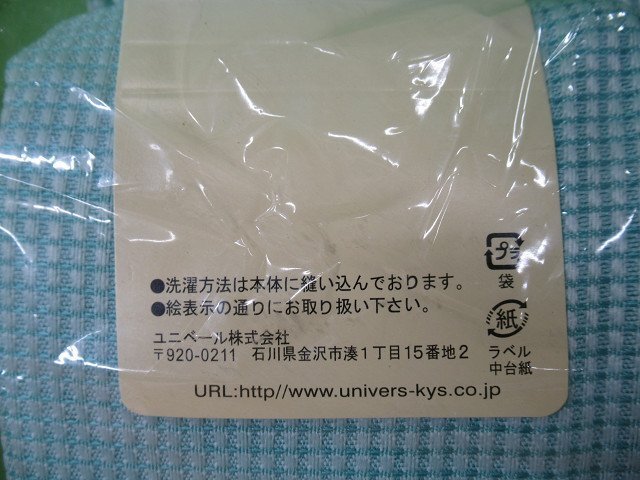 ●洗濯方法は本体に縫い込んでおります。
●絵表示の通りにお取り扱い下さい。
ユニベール株式会社
〒920-0211 石川県金沢市湊1丁目15番地2
URL:http//www.univers-kys.co.jp
プラ
袋
紙
ラベル
中台紙